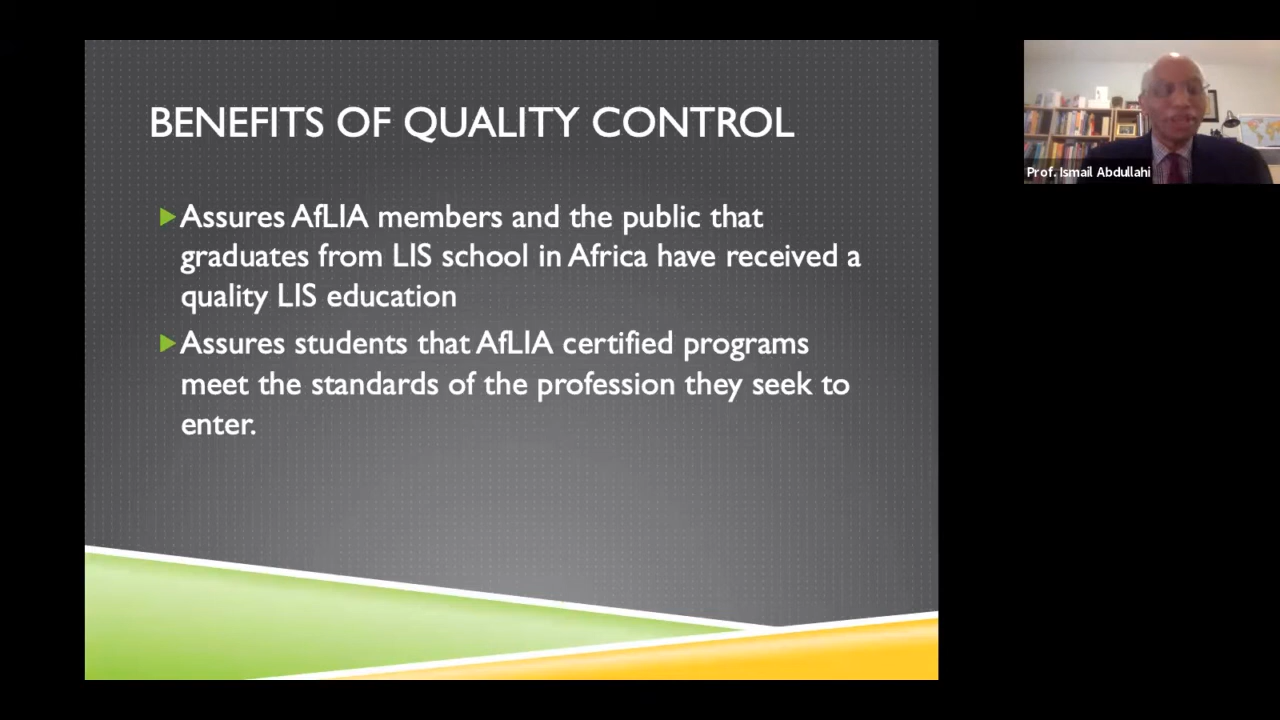 BENEFITS OF QUALITY CONTROL
Assures AfLIA members and the public that
graduates from LIS school in Africa have received a
quality LIS education
Assures students that AfLIA certified programs
meet the standards of the profession they seek to
enter.
Prof. Ismail Abdullahi